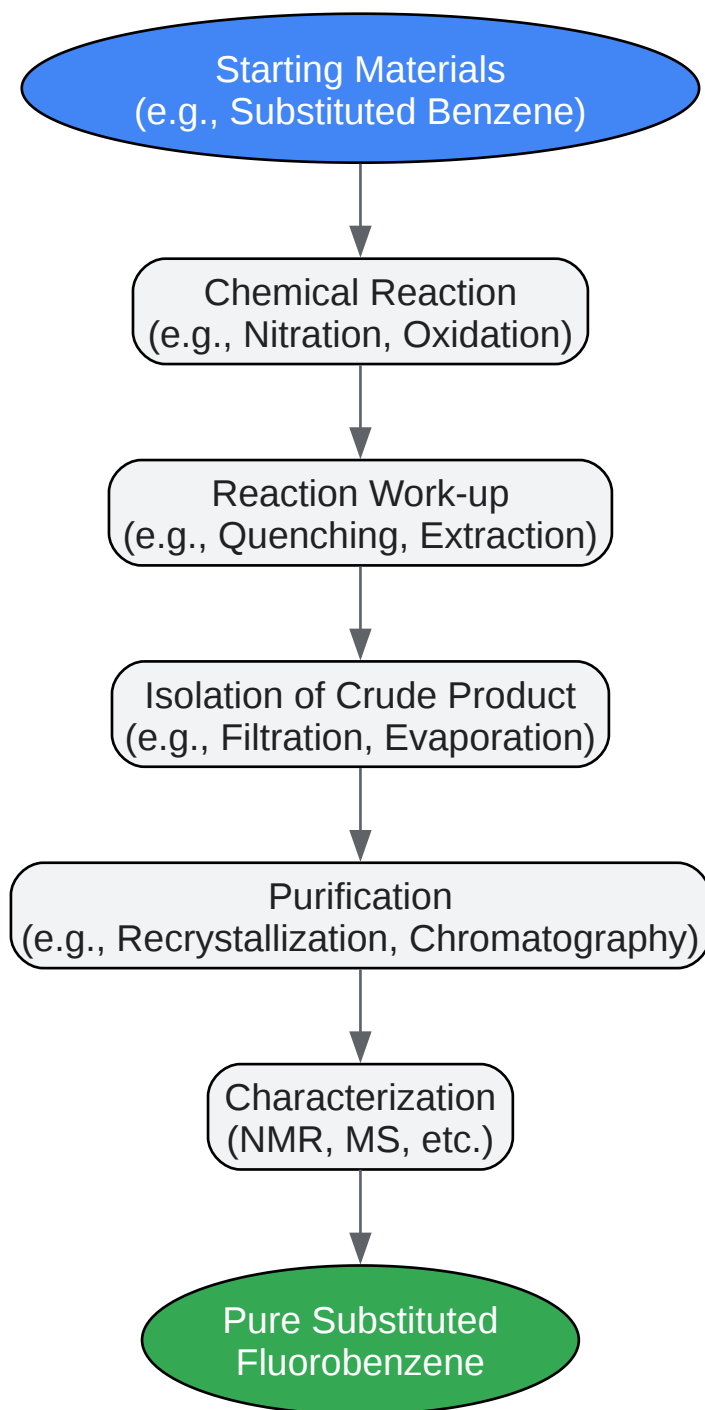 Starting Materials
(e.g., Substituted Benzene)
Chemical Reaction
(e.g., Nitration, Oxidation)
Reaction Work-up
(e.g., Quenching, Extraction)
Isolation of Crude Product
(e.g., Filtration, Evaporation)
Purification
(e.g., Recrystallization, Chromatography)
Characterization
(NMR, MS, etc.)
Pure Substituted
Fluorobenzene